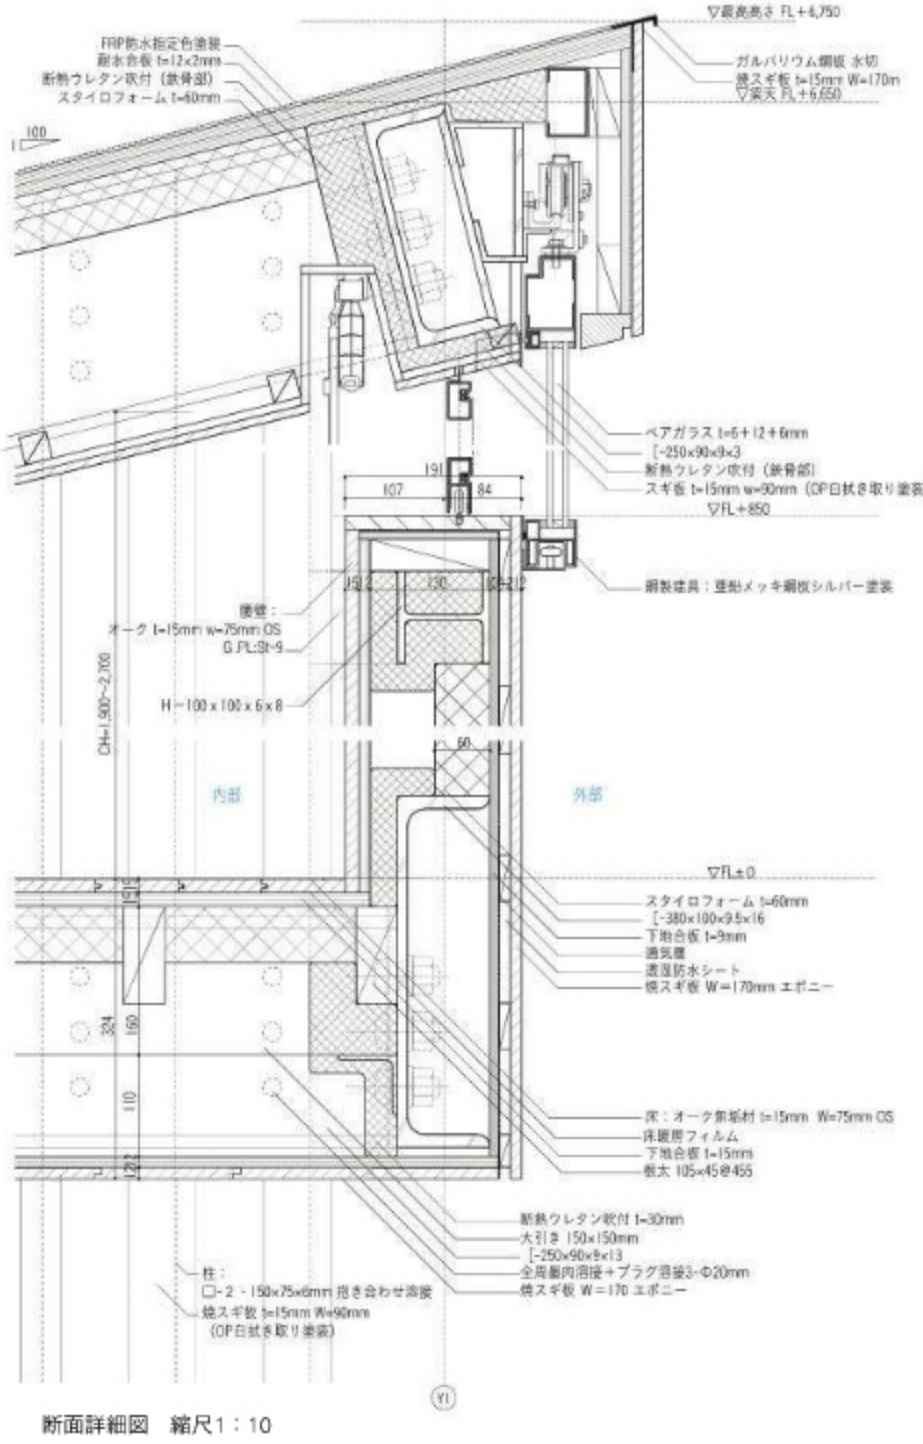 ▽最高高さ FL+6,750
FRP防水指定色塗装
耐水合板 t=12x2mm
断熱ウレタン吹付（鉄骨部）
スタイロフォーム t=60mm
ガルバリウム鋼板 水切
焼スギ板 t=15mm W=170m
▽梁天 FL+6,650
100
ペアガラス t=6+12+6mm
[-250x90x9x3
断熱ウレタン吹付（鉄骨部）
スギ板 t=15mm w=90mm（OP白拭き取り塗装
191
107
84
▽FL+850
1512
130
鋼製建具：亜鉛メッキ鋼板シルバー塗装
腰壁：
オーク t=15mm w=75mm OS
G.PL:St-9
H-100x100x6x8
CH=1,900〜2,700
60
内部
外部
▽FL±0
スタイロフォーム t=60mm
[-380x100x9.5x16
下地合板 t=9mm
通気層
透湿防水シート
焼スギ板 W=170mm エボニー
324
160
110
1212
床：オーク無垢材 t=15mm W=75mm OS
床暖房フィルム
下地合板 t=15mm
根太 105x45@455
断熱ウレタン吹付 t=30mm
大引き 150x150mm
[-250x90x9x13
全周隅肉溶接+プラグ溶接3-Φ20mm
焼スギ板 W=170 エボニー
柱：
□-2 - 150x75x6mm 抱き合わせ溶接
焼スギ板 t=15mm W=90mm
（OP白拭き取り塗装）
Y1
断面詳細図 縮尺1：10